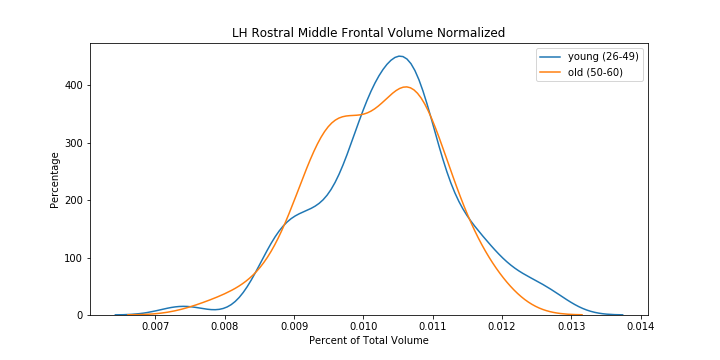 LH Rostral Middle Frontal Volume Normalized
young (26-49)
old (50-60)
Percentage
400
300
200
100
0
0.007 0.008 0.009 0.010 0.011 0.012 0.013 0.014
Percent of Total Volume